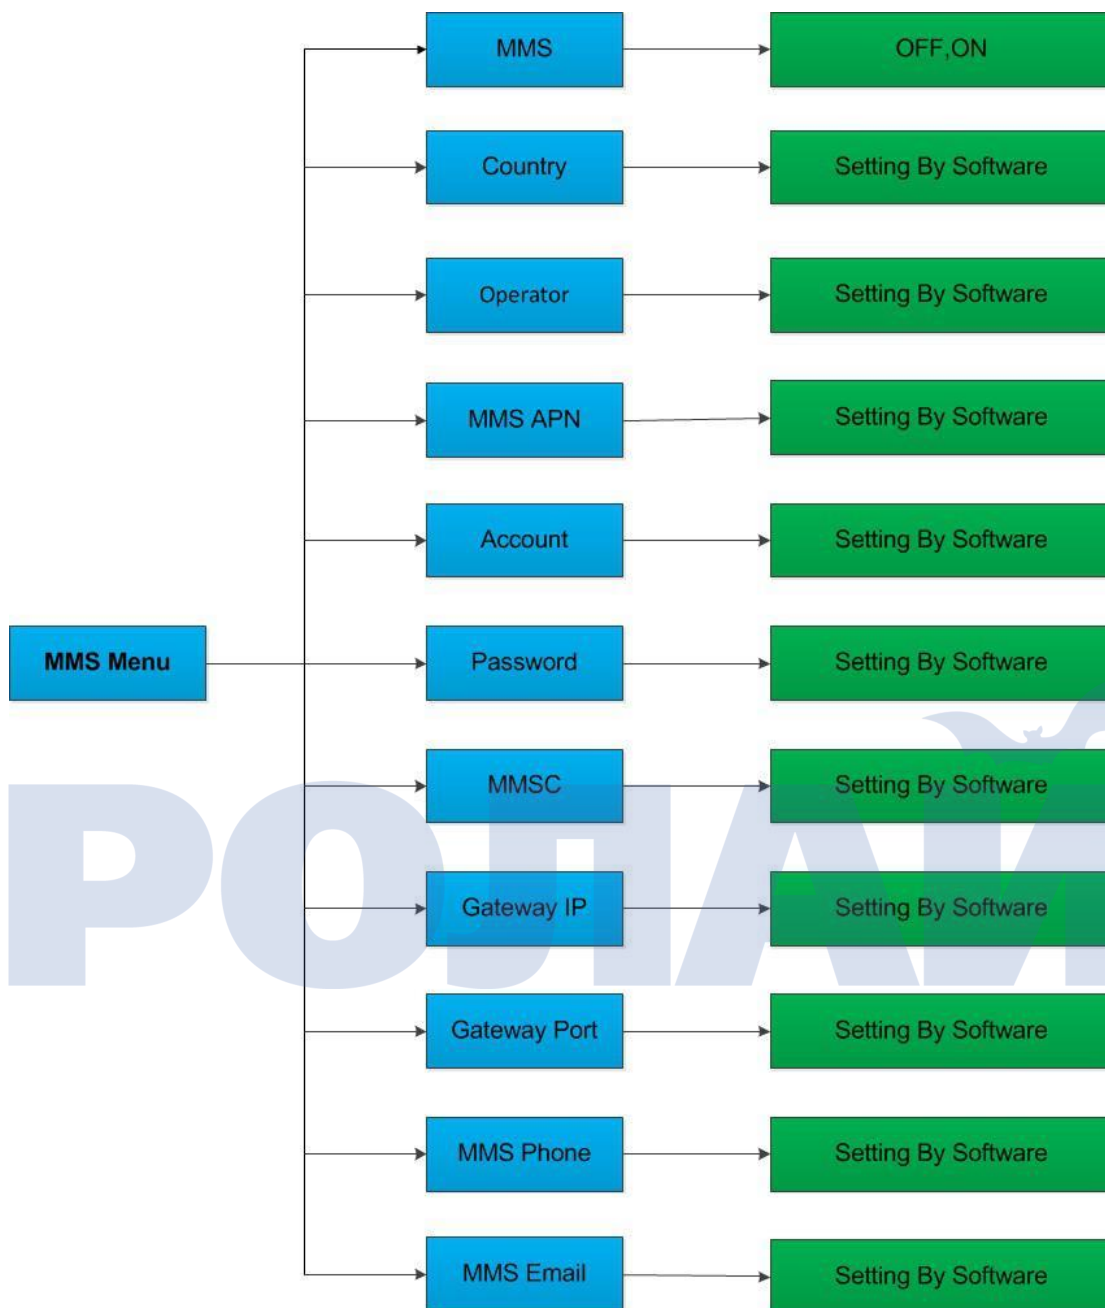 MMS
OFF,ON
Country
Setting By Software
Operator
Setting By Software
MMS APN
Setting By Software
Account
Setting By Software
MMS Menu
Password
Setting By Software
MMSC
Setting By Software
РОЛАЙ
Gateway IP
Setting By Software
Gateway Port
Setting By Software
MMS Phone
Setting By Software
MMS Email
Setting By Software